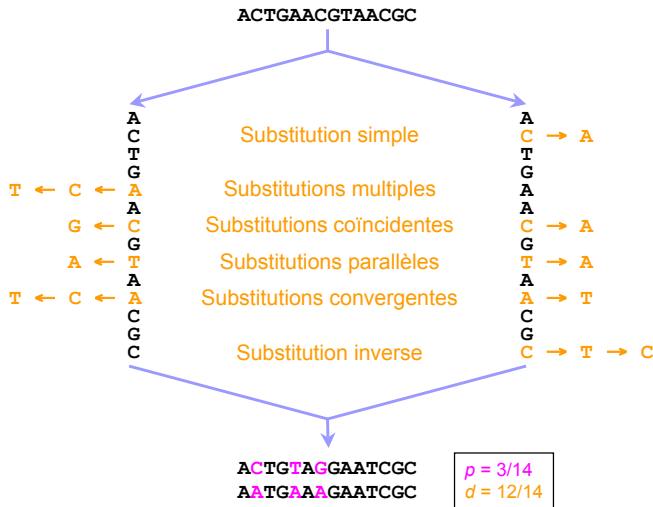 ACTGAACGTAACGC
A A
C Substitution simple C → A
T T
G G
T ← C ← A Substitutions multiples A
A A
G ← C Substitutions coïncidentes C → A
G G
A ← T Substitutions parallèles T → A
A A
T ← C ← A Substitutions convergentes A → T
C C
G G
C Substitution inverse C → T → C
ACTGTAGGAATCGC
AATGAAAGAATCGC
p = 3/14
d = 12/14